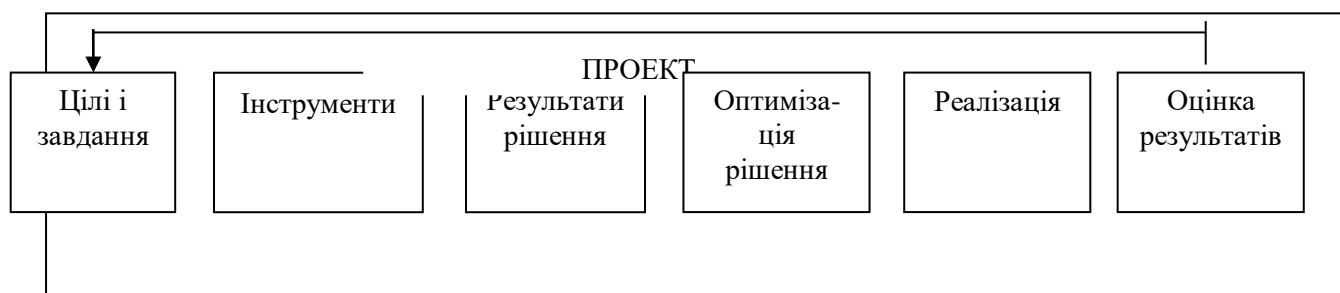 ПРОЕКТ
Цілі і
завдання
Інструменти
Результати
рішення
Оптиміза-
ція
рішення
Реалізація
Оцінка
результатів